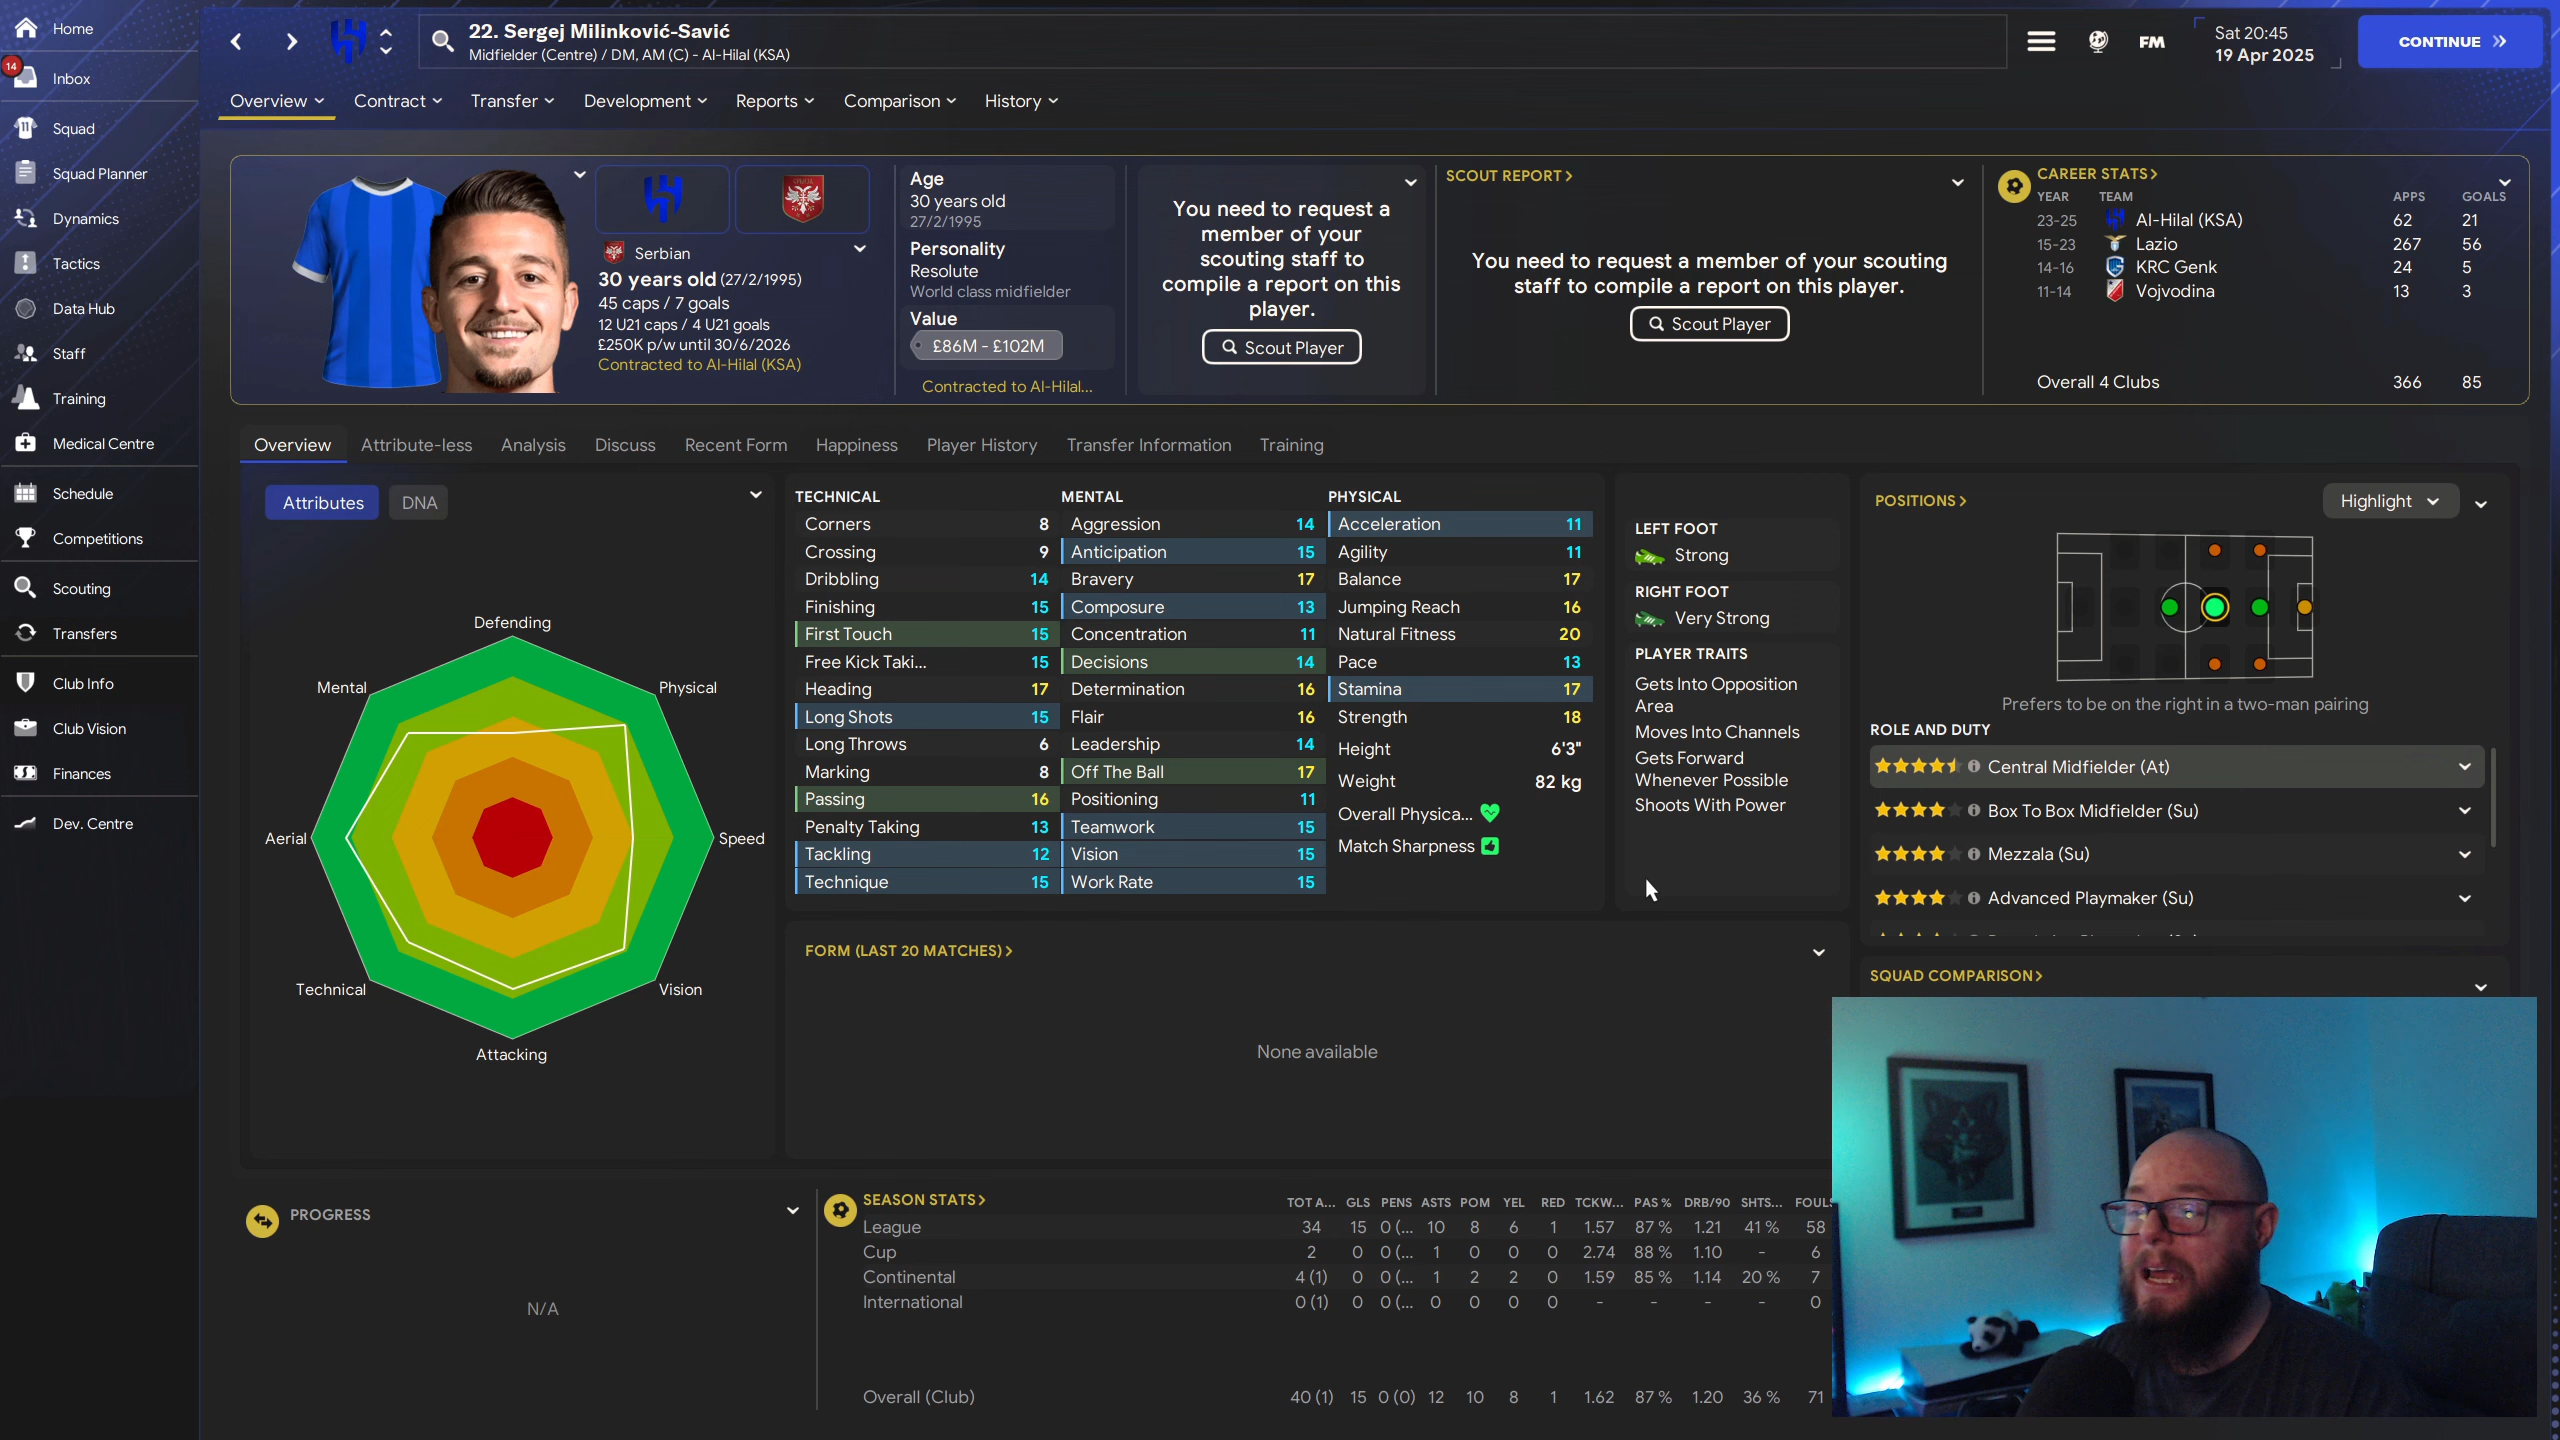 Home
14
Inbox
Squad
Squad Planner
Dynamics
Tactics
Data Hub
Staff
Training
Medical Centre
Schedule
Competitions
Scouting
Transfers
Club Info
Club Vision
Finances
Dev. Centre
22. Sergej Milinković-Savić
Midfielder (Centre) / DM, AM (C) - Al-Hilal (KSA)
FM
Sat 20:45
19 Apr 2025
CONTINUE
Overview
Contract
Transfer
Development
Reports
Comparison
History
Serbian
30 years old (27/2/1995)
45 caps / 7 goals
12 U21 caps / 4 U21 goals
£250K p/w until 30/6/2026
Contracted to Al-Hilal (KSA)
Age
30 years old
27/2/1995
Personality
Resolute
World class midfielder
Value
£86M - £102M
Contracted to Al-Hilal...
You need to request a
member of your
scouting staff to
compile a report on this
player.
Scout Player
SCOUT REPORT
You need to request a member of your scouting
staff to compile a report on this player.
Scout Player
CAREER STATS
YEAR TEAM APPS GOALS
23-25 Al-Hilal (KSA) 62 21
15-23 Lazio 267 56
14-16 KRC Genk 24 5
11-14 Vojvodina 13 3
Overall 4 Clubs 366 85
Overview Attribute-less Analysis Discuss Recent Form Happiness Player History Transfer Information Training
Attributes DNA
Defending
Mental
Physical
Aerial
Speed
Technical
Vision
Attacking
TECHNICAL
Corners 8
Crossing 9
Dribbling 14
Finishing 15
First Touch 15
Free Kick Taki... 15
Heading 17
Long Shots 15
Long Throws 6
Marking 8
Passing 16
Penalty Taking 13
Tackling 12
Technique 15
MENTAL
Aggression 14
Anticipation 15
Bravery 17
Composure 13
Concentration 11
Decisions 14
Determination 16
Flair 16
Leadership 14
Off The Ball 17
Positioning 11
Teamwork 15
Vision 15
Work Rate 15
PHYSICAL
Acceleration 11
Agility 11
Balance 17
Jumping Reach 16
Natural Fitness 20
Pace 13
Stamina 17
Strength 18
Height 6'3"
Weight 82 kg
Overall Physica...
Match Sharpness
LEFT FOOT
Strong
RIGHT FOOT
Very Strong
PLAYER TRAITS
Gets Into Opposition
Area
Moves Into Channels
Gets Forward
Whenever Possible
Shoots With Power
POSITIONS
Highlight
Prefers to be on the right in a two-man pairing
ROLE AND DUTY
Central Midfielder (At)
Box To Box Midfielder (Su)
Mezzala (Su)
Advanced Playmaker (Su)
SQUAD COMPARISON
FORM (LAST 20 MATCHES)
None available
PROGRESS
N/A
SEASON STATS TOT A... GLS PENS ASTS POM YEL RED TCKW... PAS % DRB/90 SHTS... FOULS
League 34 15 0 (... 10 8 6 1 1.57 87 % 1.21 41 % 58
Cup 2 0 0 (... 1 0 0 0 2.74 88 % 1.10 - 6
Continental 4 (1) 0 0 (... 1 2 2 0 1.59 85 % 1.14 20 % 7
International 0 (1) 0 0 (... 0 0 0 0 - - - - 0
Overall (Club) 40 (1) 15 0 (0) 12 10 8 1 1.62 87 % 1.20 36 % 71